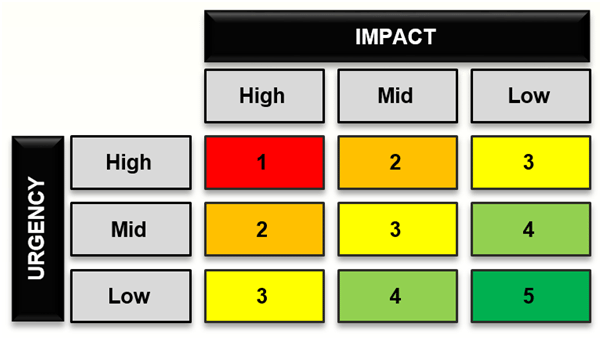 IMPACT
High Mid Low
URGENCY
High 1 2 3
Mid 2 3 4
Low 3 4 5